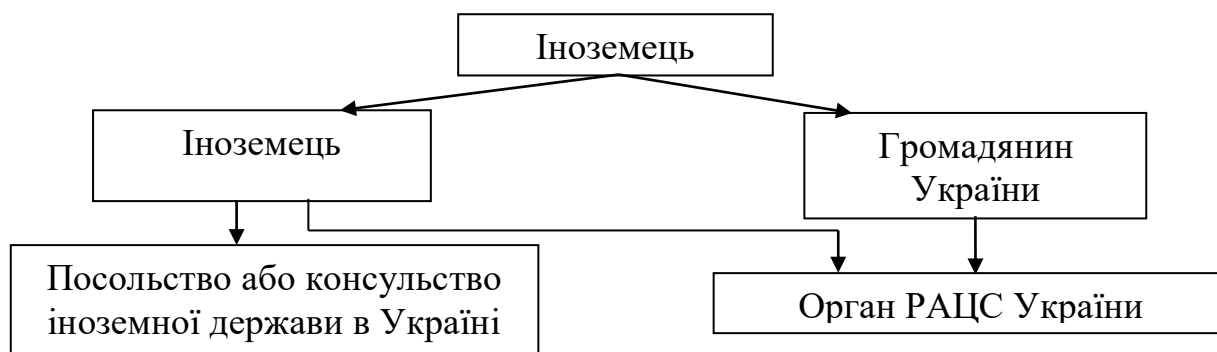 Іноземець
Іноземець
Громадянин
України
Посольство або консульство
іноземної держави в Україні
Орган РАЦС України